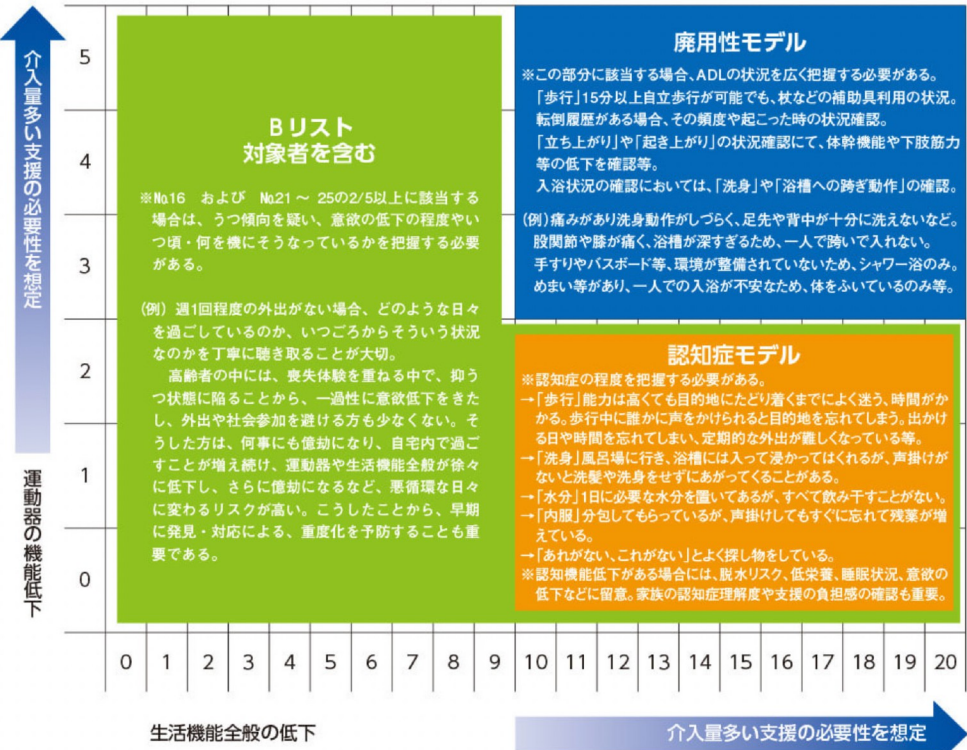 介入量多い支援の必要性を想定
運動器の機能低下
5
4
3
2
1
0
Bリスト
対象者を含む
※№16 および №21～25の2/5以上に該当する
場合は、うつ傾向を疑い、意欲の低下の程度やい
つ頃・何を機にそうなっているかを把握する必要
がある。
(例) 週1回程度の外出がない場合、どのような日々
を過ごしているのか、いつごろからそういう状況
なのかを丁寧に聴き取ることが大切。
高齢者の中には、喪失体験を重ねる中で、抑う
つ状態に陥ることから、一過性に意欲低下をきた
し、外出や社会参加を避ける方も少なくない。そ
うした方は、何事にも億劫になり、自宅内で過ご
すことが増え続け、運動器や生活機能全般が徐々
に低下し、さらに億劫になるなど、悪循環な日々
に変わるリスクが高い。こうしたことから、早期
に発見・対応による、重度化を予防することも重
要である。
廃用性モデル
※この部分に該当する場合、ADLの状況を広く把握する必要がある。
「歩行」15分以上自立歩行が可能でも、杖などの補助具利用の状況。
転倒履歴がある場合、その頻度や起こった時の状況確認。
「立ち上がり」や「起き上がり」の状況確認にて、体幹機能や下肢筋力
等の低下を確認等。
入浴状況の確認においては、「洗身」や「浴槽への跨ぎ動作」の確認。
(例)痛みがあり洗身動作がしづらく、足先や背中が十分に洗えないなど。
股関節や膝が痛く、浴槽が深すぎるため、一人で跨いで入れない。
手すりやバスボード等、環境が整備されていないため、シャワー浴のみ。
めまい等があり、一人での入浴が不安なため、体をふいているのみ等。
認知症モデル
※認知症の程度を把握する必要がある。
→「歩行」能力は高くても目的地にたどり着くまでによく迷う、時間がか
かる。歩行中に誰かに声をかけられると目的地を忘れてしまう。出かけ
る日や時間を忘れてしまい、定期的な外出が難しくなっている等。
→「洗身」風呂場に行き、浴槽には入って浸かってはくれるが、声掛けが
ないと洗髪や洗身をせずにあがってくることがある。
→「水分」1日に必要な水分を置いてあるが、すべて飲み干すことがない。
→「内服」分包してもらっているが、声掛けしてもすぐに忘れて残薬が増
えている。
→「あれがない、これがない」とよく探し物をしている。
※認知機能低下がある場合には、脱水リスク、低栄養、睡眠状況、意欲の
低下などに留意。家族の認知症理解度や支援の負担感の確認も重要。
0 1 2 3 4 5 6 7 8 9 10 11 12 13 14 15 16 17 18 19 20
生活機能全般の低下
介入量多い支援の必要性を想定